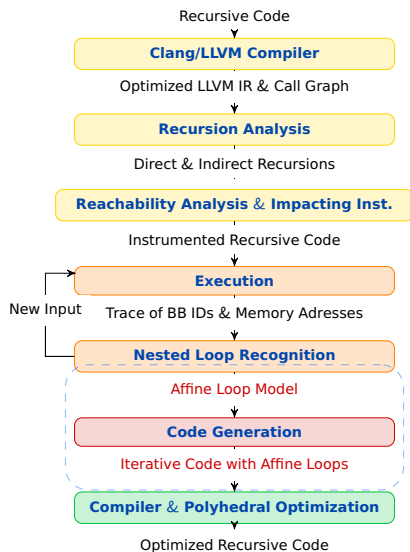 Recursive Code
Clang/LLVM Compiler
Optimized LLVM IR & Call Graph
Recursion Analysis
Direct & Indirect Recursions
Reachability Analysis & Impacting Inst.
Instrumented Recursive Code
Execution
New Input
Trace of BB IDs & Memory Adresses
Nested Loop Recognition
Affine Loop Model
Code Generation
Iterative Code with Affine Loops
Compiler & Polyhedral Optimization
Optimized Recursive Code